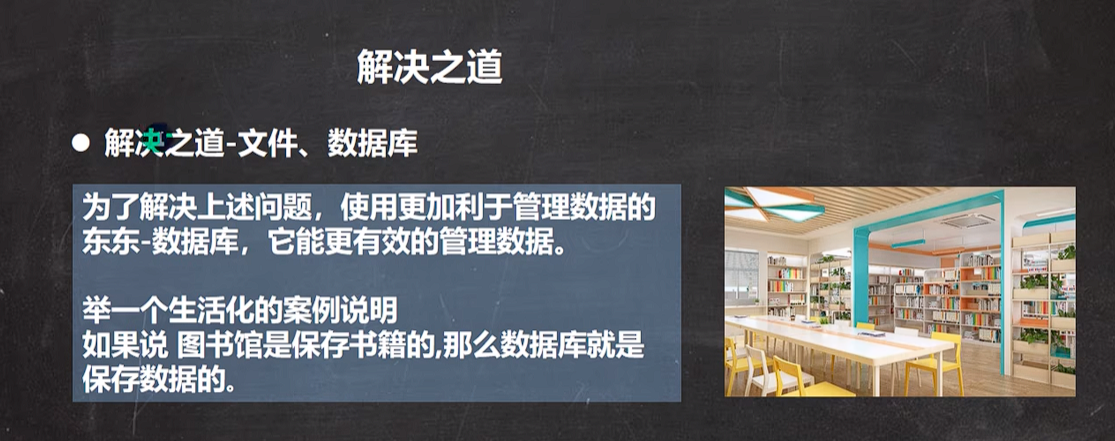 解决之道
● 解决之道-文件、数据库
为了解决上述问题，使用更加利于管理数据的
东东-数据库，它能更有效的管理数据。
举一个生活化的案例说明
如果说 图书馆是保存书籍的,那么数据库就是
保存数据的。